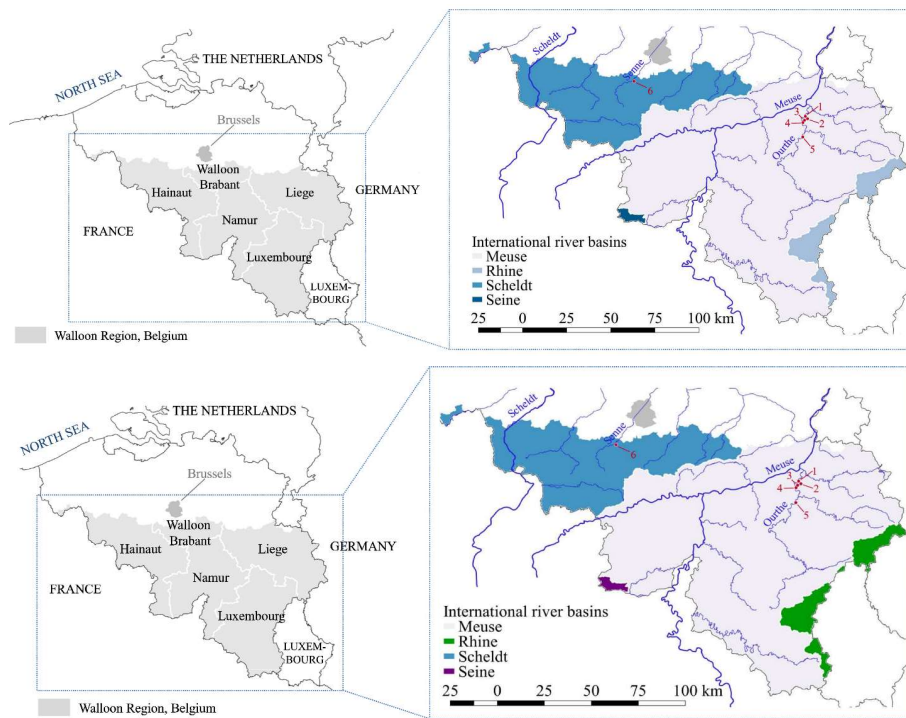 THE NETHERLANDS
NORTH SEA
Brussels
Walloon
Brabant
Hainaut
Liege
GERMANY
Namur
FRANCE
Luxembourg
LUXEM-
BOURG
Walloon Region, Belgium
Scheldt
Senne
6
Meuse
3
1
4
2
Ourthe
5
International river basins
Meuse
Rhine
Scheldt
Seine
25 0 25 50 75 100 km
THE NETHERLANDS
NORTH SEA
Brussels
Walloon
Brabant
Hainaut
Liege
GERMANY
Namur
FRANCE
Luxembourg
LUXEM-
BOURG
Walloon Region, Belgium
Scheldt
Senne
6
Meuse
3
1
4
2
Ourthe
5
International river basins
Meuse
Rhine
Scheldt
Seine
25 0 25 50 75 100 km